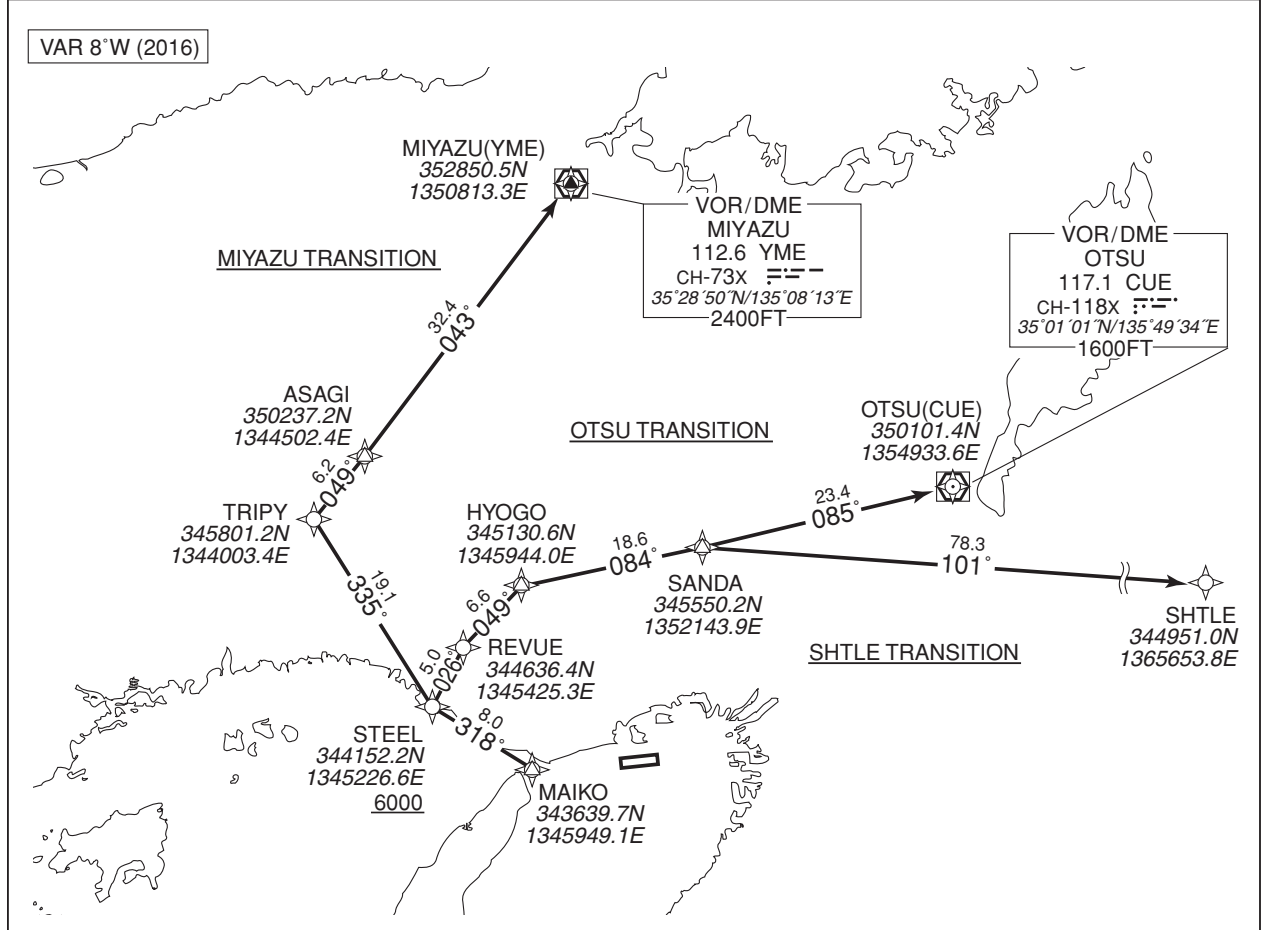 VAR 8°W (2016)
MIYAZU(YME)
352850.5N
1350813.3E
VOR/DME
MIYAZU
112.6 YME
CH-73X
35°28´50˝N/135°08´13˝E
2400FT
VOR/DME
OTSU
117.1 CUE
CH-118X
35°01´01˝N/135°49´34˝E
1600FT
MIYAZU TRANSITION
32.4
043°
ASAGI
350237.2N
1344502.4E
OTSU TRANSITION
OTSU(CUE)
350101.4N
1354933.6E
6.2
049°
TRIPY
345801.2N
1344003.4E
HYOGO
345130.6N
1345944.0E
18.6
084°
23.4
085°
78.3
101°
SANDA
345550.2N
1352143.9E
SHTLE
344951.0N
1365653.8E
SHTLE TRANSITION
19.1
335°
6.6
049°
REVUE
344636.4N
1345425.3E
5.0
026°
8.0
318°
STEEL
344152.2N
1345226.6E
6000
MAIKO
343639.7N
1345949.1E